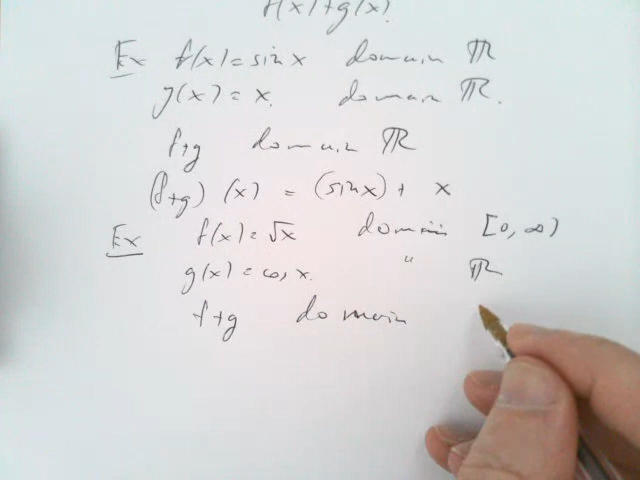 f(x)+g(x).
Ex f(x)=sin x domain ℝ
g(x)=x. domain ℝ.
f+g domain ℝ
(f+g)(x) = (sin x) + x
Ex f(x)=√x domain [0,∞)
g(x)=cos x. " ℝ
f+g domain